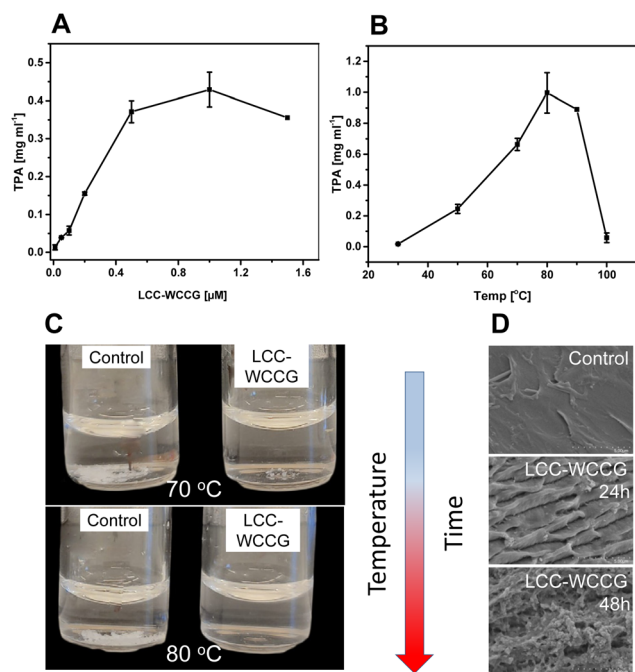 A
TPA [mg ml⁻¹]
0.5
0.4
0.3
0.2
0.1
0.0
0.0 0.4 0.8 1.2 1.6
LCC-WCCG [µM]
B
TPA [mg ml⁻¹]
1.2
1.0
0.8
0.6
0.4
0.2
0.0
20 40 60 80 100
Temp [°C]
C
Control
LCC-
WCCG
70 °C
Control
LCC-
WCCG
80 °C
Temperature
Time
D
Control
LCC-WCCG
24h
LCC-WCCG
48h